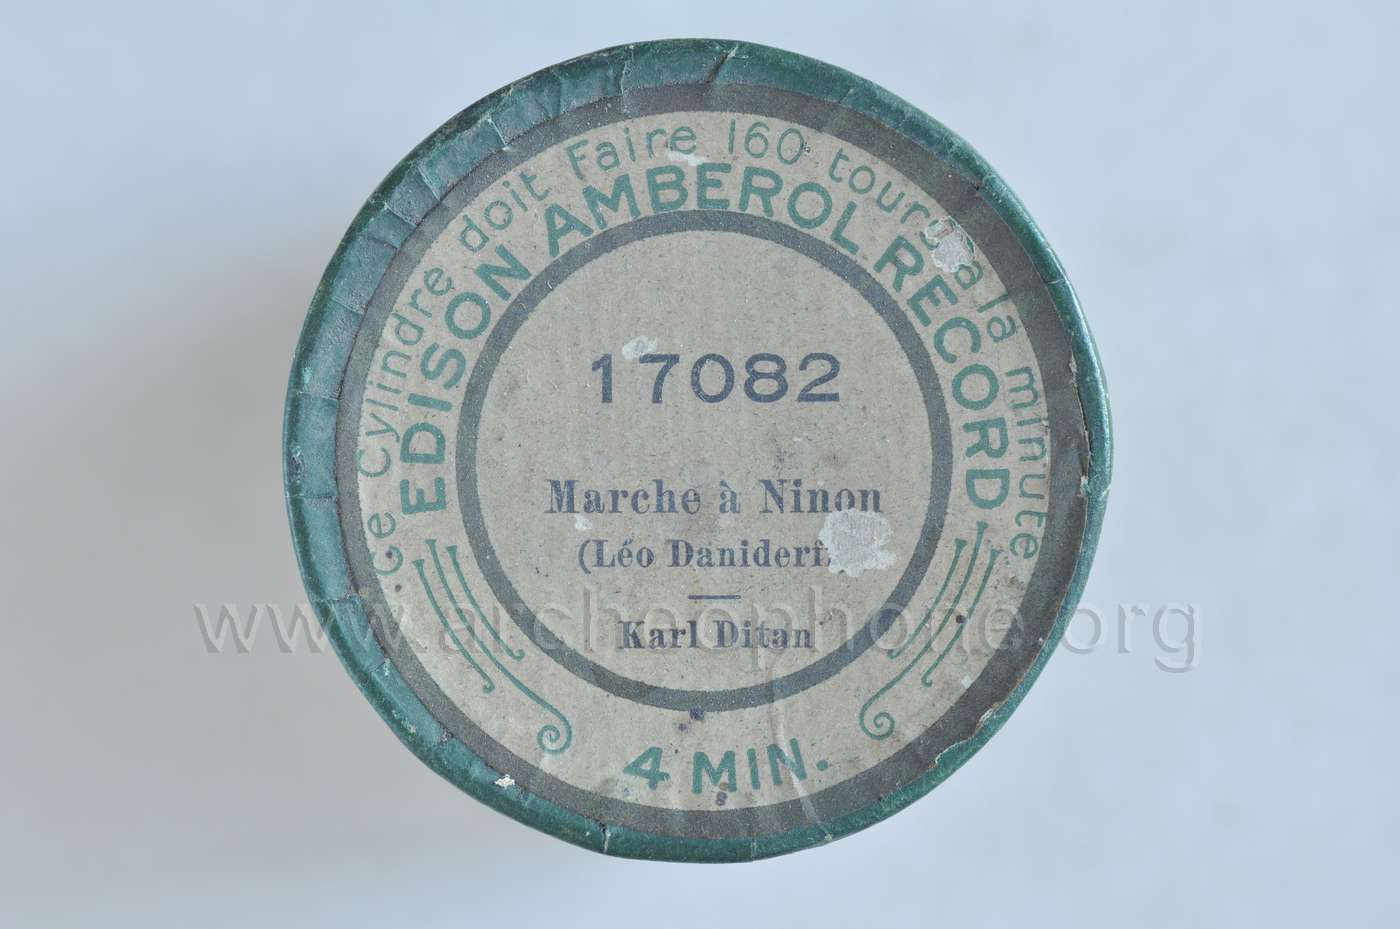 Ce Cylindre doit Faire 160 tours à la minute
EDISON AMBEROL RECORD
17082
Marche à Ninon
(Léo Daniderf)
Karl Ditan
4 MIN.
8
www.archeophone.org